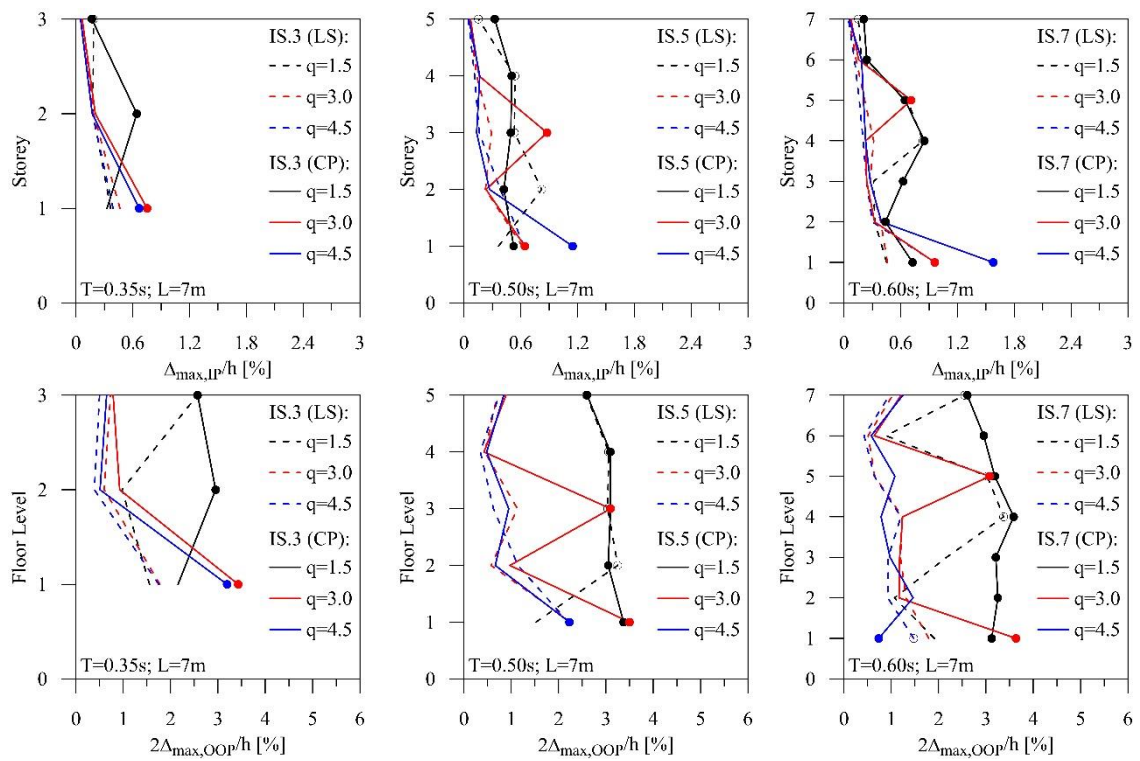 3
2
1
0
Storey
IS.3 (LS):
q=1.5
q=3.0
q=4.5
IS.3 (CP):
q=1.5
q=3.0
q=4.5
T=0.35s; L=7m
0 0.6 1.2 1.8 2.4 3
Δmax,IP/h [%]
5
4
3
2
1
0
Storey
IS.5 (LS):
q=1.5
q=3.0
q=4.5
IS.5 (CP):
q=1.5
q=3.0
q=4.5
T=0.50s; L=7m
0 0.6 1.2 1.8 2.4 3
Δmax,IP/h [%]
7
6
5
4
3
2
1
0
Storey
IS.7 (LS):
q=1.5
q=3.0
q=4.5
IS.7 (CP):
q=1.5
q=3.0
q=4.5
T=0.60s; L=7m
0 0.6 1.2 1.8 2.4 3
Δmax,IP/h [%]
3
2
1
0
Floor Level
IS.3 (LS):
q=1.5
q=3.0
q=4.5
IS.3 (CP):
q=1.5
q=3.0
q=4.5
T=0.35s; L=7m
0 1 2 3 4 5 6
2Δmax,OOP/h [%]
5
4
3
2
1
0
Floor Level
IS.5 (LS):
q=1.5
q=3.0
q=4.5
IS.5 (CP):
q=1.5
q=3.0
q=4.5
T=0.50s; L=7m
0 1 2 3 4 5 6
2Δmax,OOP/h [%]
7
6
5
4
3
2
1
0
Floor Level
IS.7 (LS):
q=1.5
q=3.0
q=4.5
IS.7 (CP):
q=1.5
q=3.0
q=4.5
T=0.60s; L=7m
0 1 2 3 4 5 6
2Δmax,OOP/h [%]